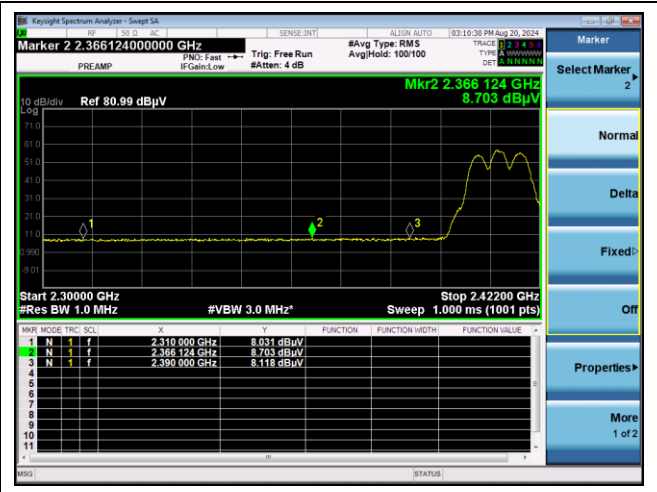 Keysight Spectrum Analyzer - Swept SA
RF 50 Ω AC SENSE:INT ALIGN AUTO 03:10:30 PM Aug 20, 2024
Marker 2 2.366124000000 GHz
PREAMP
PNO: Fast
IFGain:Low
Trig: Free Run
#Atten: 4 dB
#Avg Type: RMS
Avg|Hold: 100/100
TRACE 1 2 3 4 5 6
TYPE A WWWWW
DET A N N N N N
Mkr2 2.366 124 GHz
8.703 dBµV
10 dB/div Ref 80.99 dBµV
Log
71.0
61.0
51.0
41.0
31.0
21.0
11.0
0.990
-9.01
1
2
3
Start 2.30000 GHz Stop 2.42200 GHz
#Res BW 1.0 MHz #VBW 3.0 MHz* Sweep 1.000 ms (1001 pts)
MKR MODE TRC SCL X Y FUNCTION FUNCTION WIDTH FUNCTION VALUE
1 N 1 f 2.310 000 GHz 8.031 dBµV
2 N 1 f 2.366 124 GHz 8.703 dBµV
3 N 1 f 2.390 000 GHz 8.118 dBµV
4
5
6
7
8
9
10
11
MSG STATUS
Marker
Select Marker
2
Normal
Delta
Fixed
Off
Properties
More
1 of 2